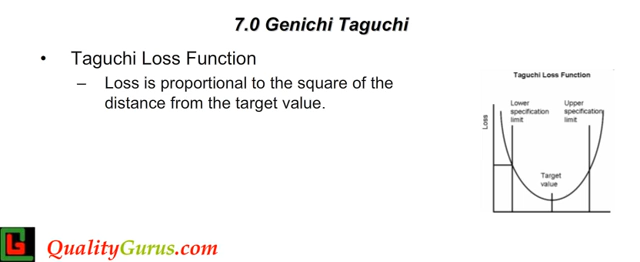 7.0 Genichi Taguchi
• Taguchi Loss Function
– Loss is proportional to the square of the
distance from the target value.
Taguchi Loss Function
Lower
specification
limit
Upper
specification
limit
Loss
Target
value
QualityGurus.com